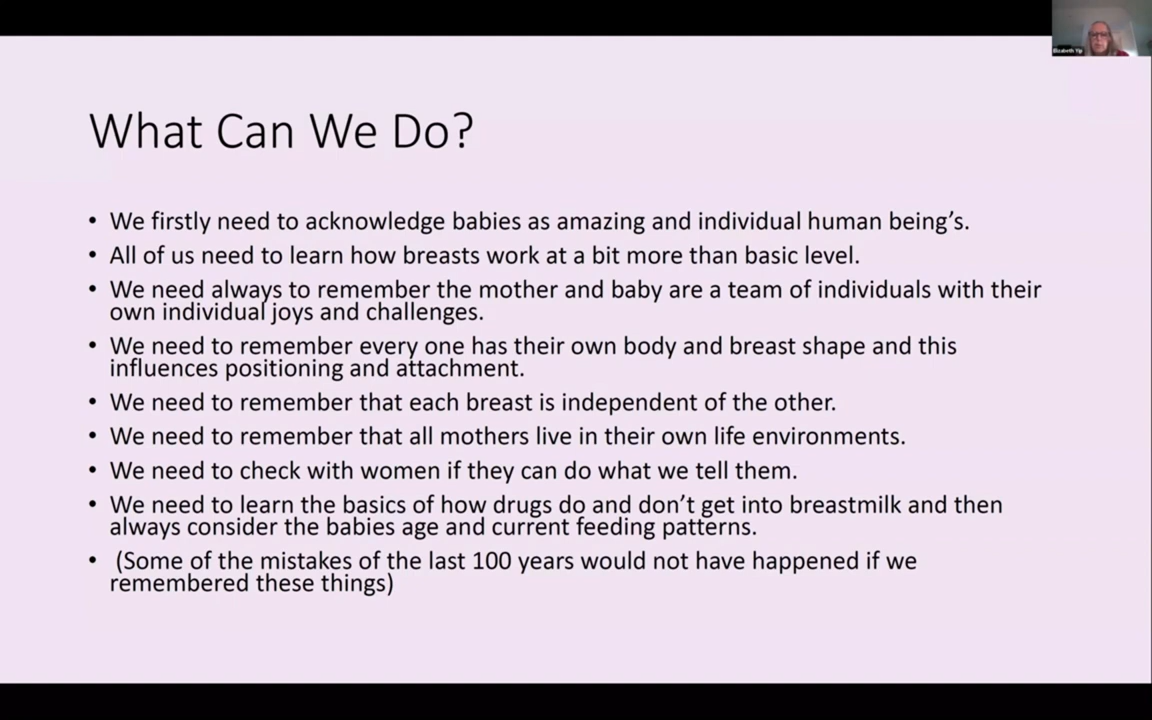 Elizabeth Yip
What Can We Do?
• We firstly need to acknowledge babies as amazing and individual human being’s.
• All of us need to learn how breasts work at a bit more than basic level.
• We need always to remember the mother and baby are a team of individuals with their
own individual joys and challenges.
• We need to remember every one has their own body and breast shape and this
influences positioning and attachment.
• We need to remember that each breast is independent of the other.
• We need to remember that all mothers live in their own life environments.
• We need to check with women if they can do what we tell them.
• We need to learn the basics of how drugs do and don’t get into breastmilk and then
always consider the babies age and current feeding patterns.
• (Some of the mistakes of the last 100 years would not have happened if we
remembered these things)